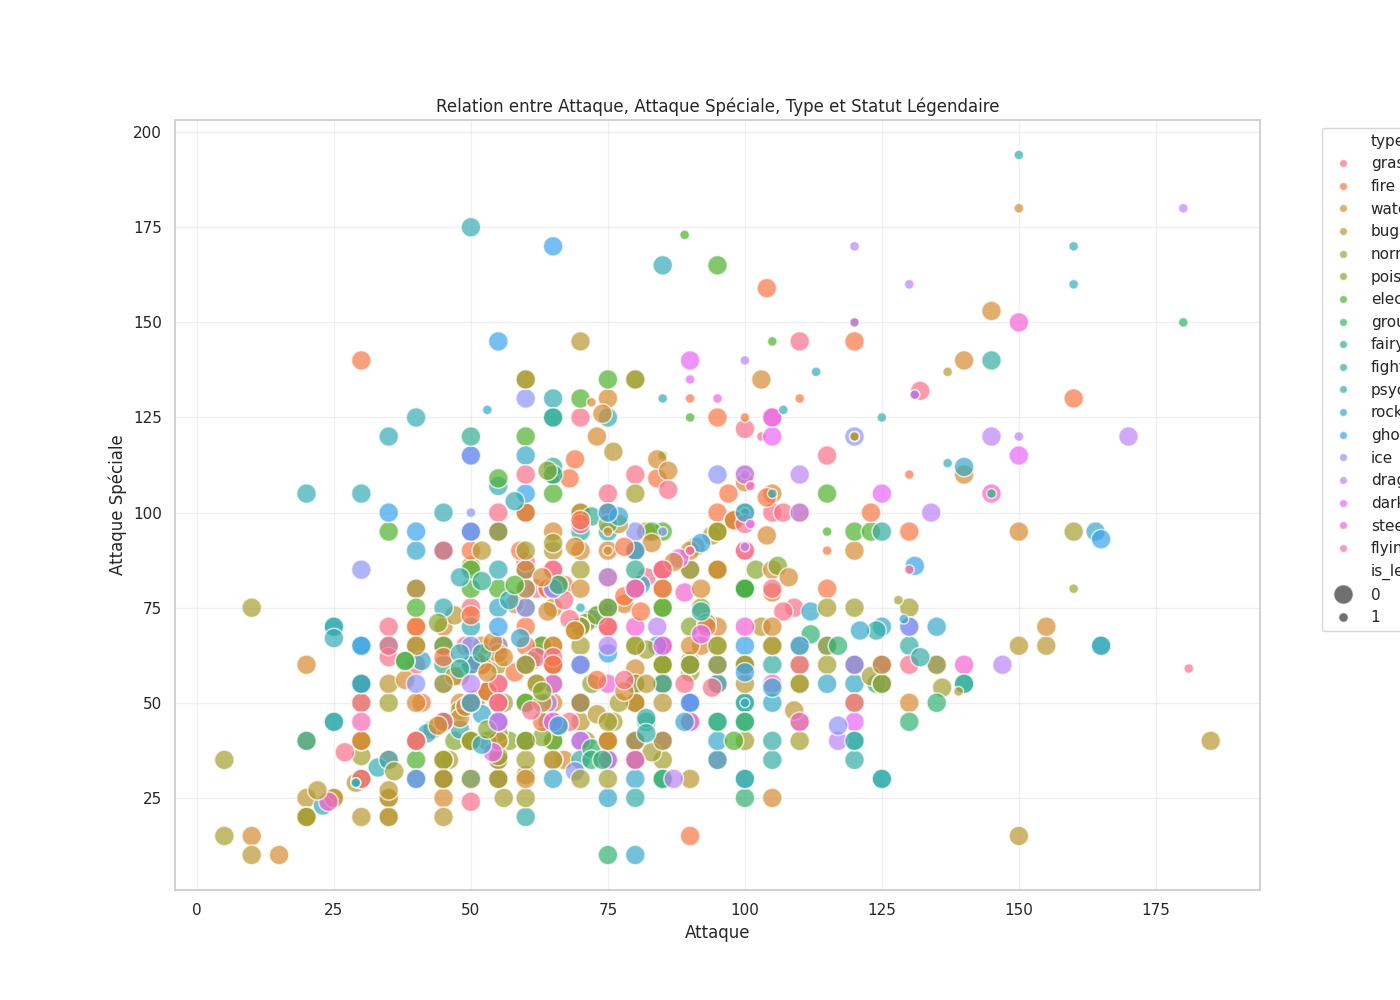 Relation entre Attaque, Attaque Spéciale, Type et Statut Légendaire
200
175
150
125
100
75
50
25
Attaque Spéciale
0
25
50
75
100
125
150
175
Attaque
type
gras
fire
wate
bug
norr
pois
elec
grou
fairy
fight
psyc
rock
gho
ice
drag
dark
stee
flyin
is_le
0
1